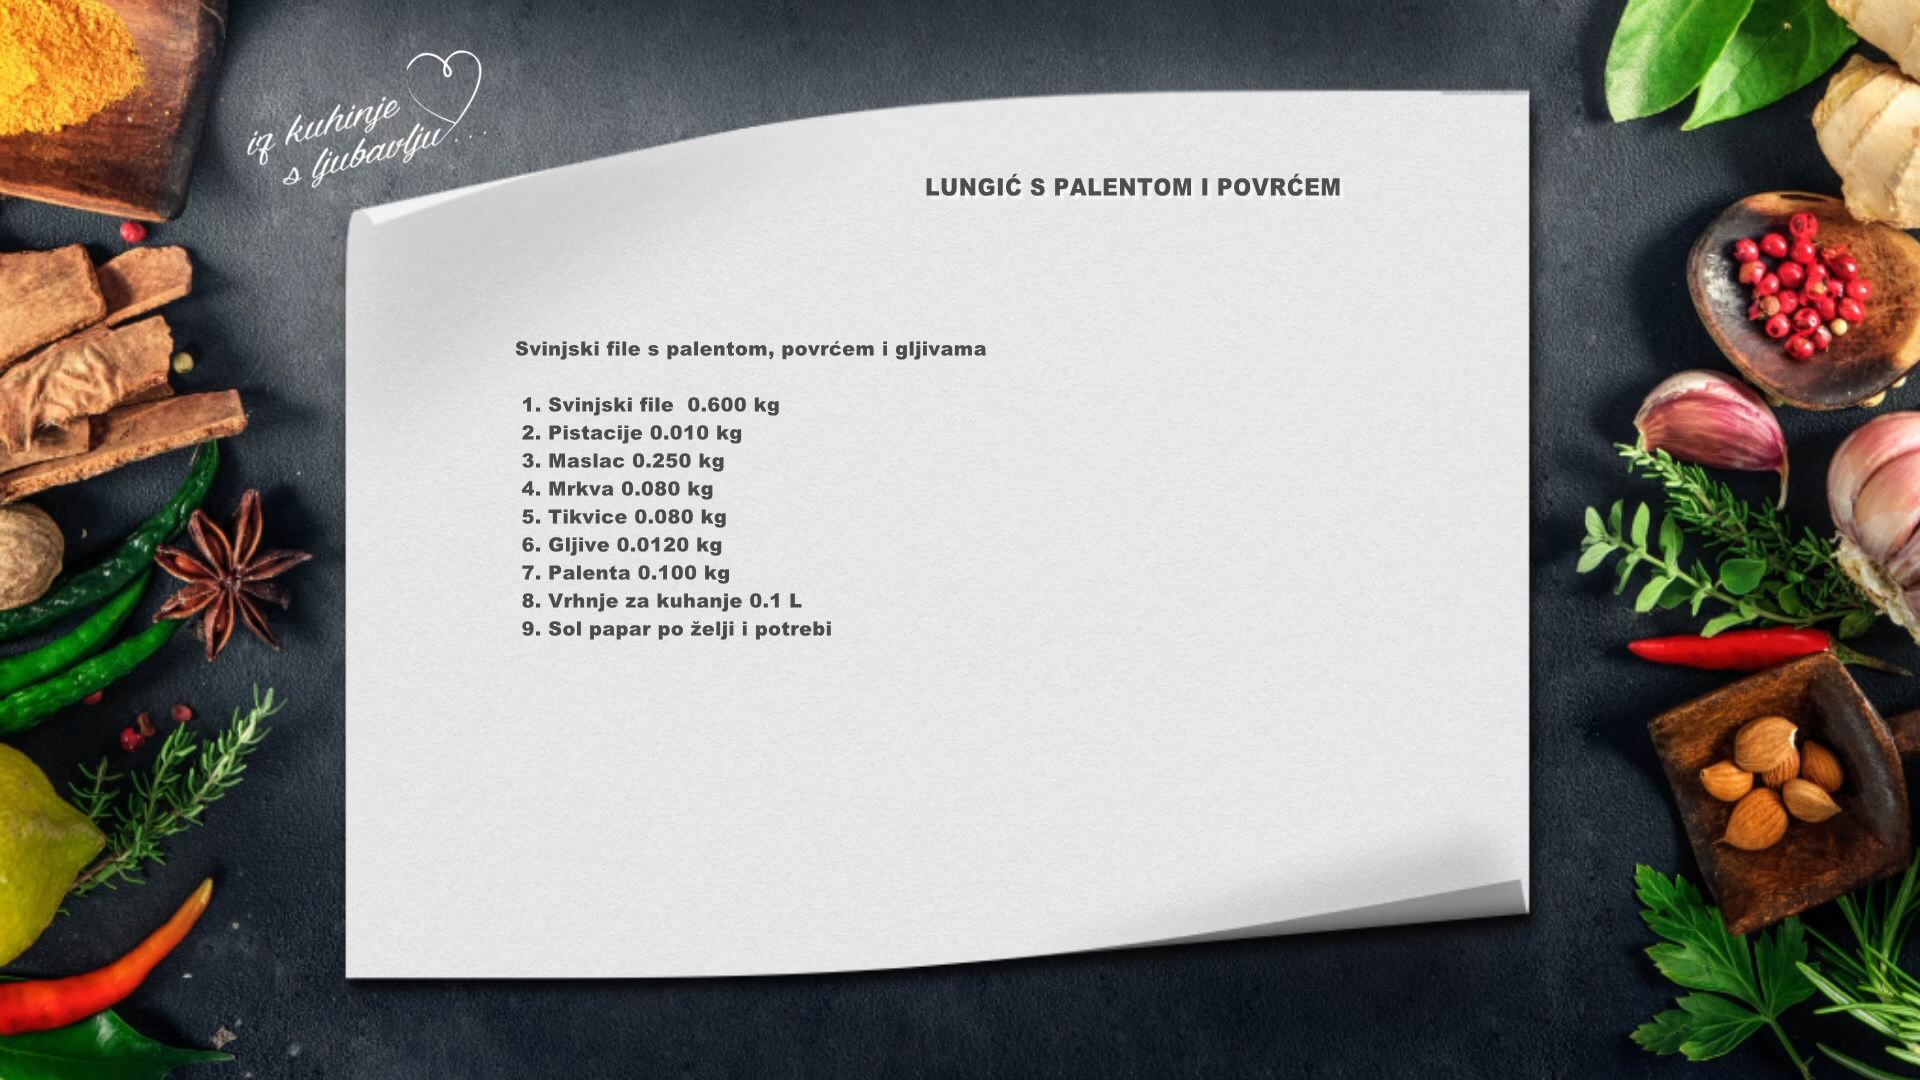 iz kuhinje
s ljubavlju...
LUNGIĆ S PALENTOM I POVRĆEM
Svinjski file s palentom, povrćem i gljivama
1. Svinjski file  0.600 kg
2. Pistacije 0.010 kg
3. Maslac 0.250 kg
4. Mrkva 0.080 kg
5. Tikvice 0.080 kg
6. Gljive 0.0120 kg
7. Palenta 0.100 kg
8. Vrhnje za kuhanje 0.1 L
9. Sol papar po želji i potrebi